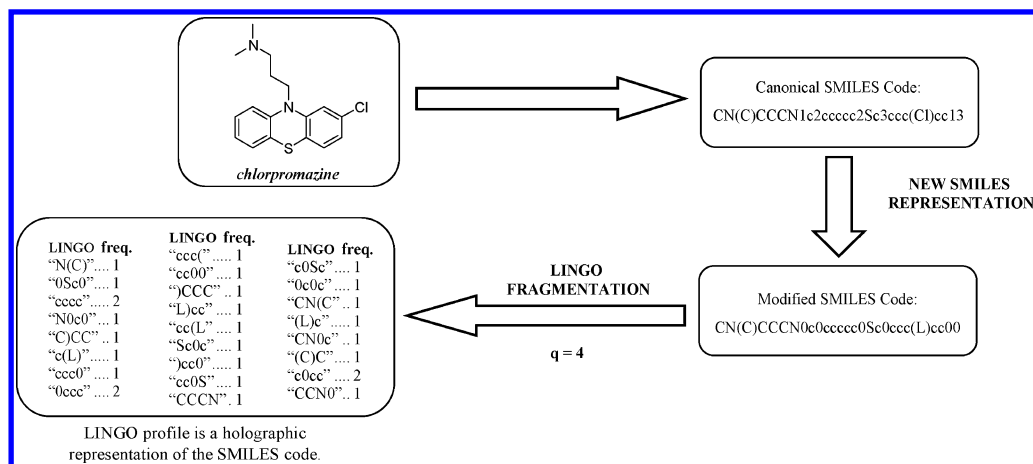 N
N
Cl
S
chlorpromazine
Canonical SMILES Code:
CN(C)CCCN1c2ccccc2Sc3ccc(Cl)cc13
NEW SMILES
REPRESENTATION
Modified SMILES Code:
CN(C)CCCN0c0ccccc0Sc0ccc(L)cc00
LINGO
FRAGMENTATION
q = 4
LINGO freq.
“N(C)”.... 1
“0Sc0”.... 1
“cccc”..... 2
“N0c0”.... 1
“C)CC”.. 1
“c(L)”..... 1
“ccc0”..... 1
“0ccc”..... 2
LINGO freq.
“ccc(”...... 1
“cc00”..... 1
“)CCC”.. 1
“L)cc”..... 1
“cc(L”..... 1
“Sc0c”..... 1
“)cc0”...... 1
“cc0S”.... 1
“CCCN”. 1
“c0Sc”.... 1
“0c0c”..... 1
“CN(C”.. 1
“(L)c”...... 1
“CN0c”.. 1
“(C)C”.... 1
“c0cc”..... 2
“CCN0”.. 1
LINGO profile is a holographic
representation of the SMILES code.